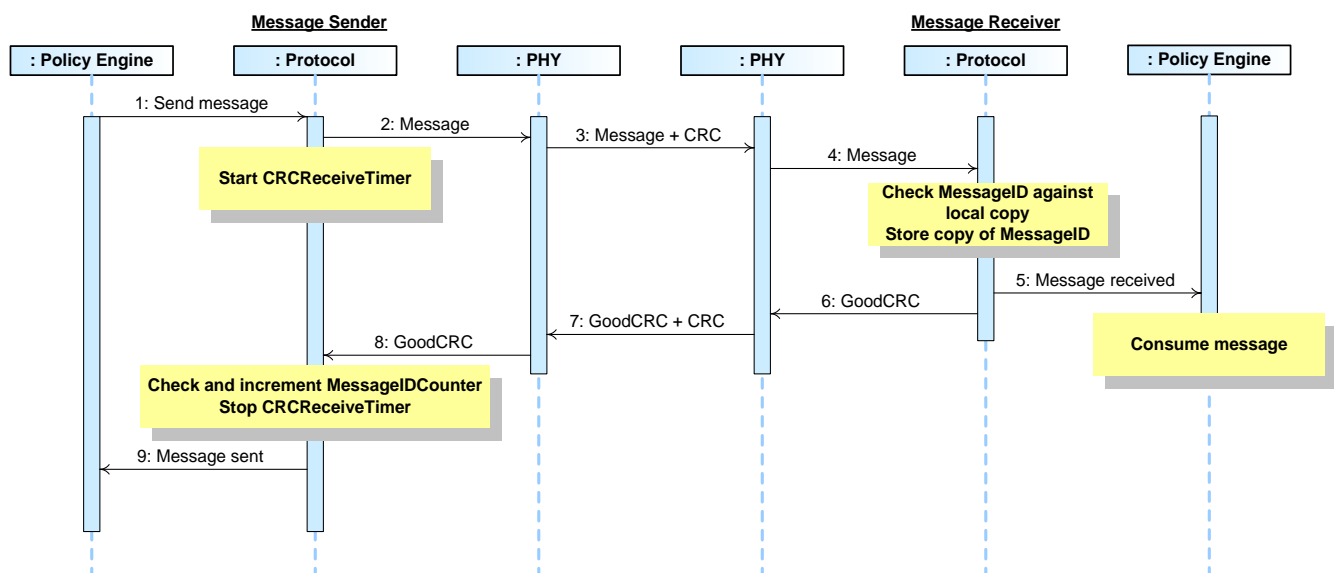 Message Sender
Message Receiver
: Policy Engine
: Protocol
: PHY
: PHY
: Protocol
: Policy Engine
1: Send message
2: Message
3: Message + CRC
4: Message
Start CRCReceiveTimer
Check MessageID against
local copy
Store copy of MessageID
5: Message received
6: GoodCRC
7: GoodCRC + CRC
8: GoodCRC
Consume message
Check and increment MessageIDCounter
Stop CRCReceiveTimer
9: Message sent